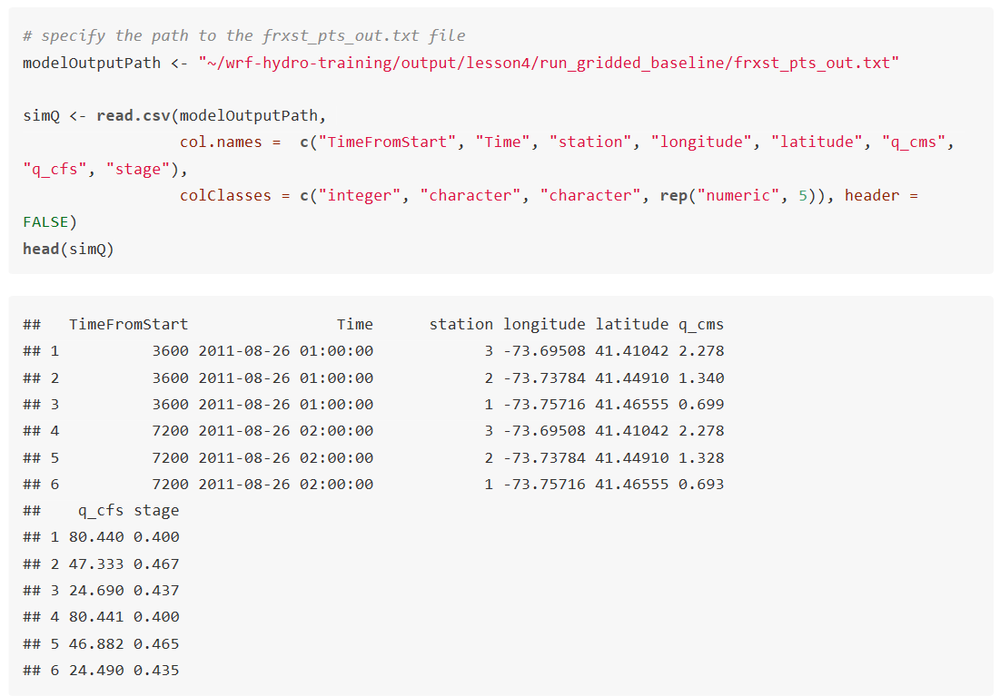 # specify the path to the frxst_pts_out.txt file
modelOutputPath <- "~/wrf-hydro-training/output/lesson4/run_gridded_baseline/frxst_pts_out.txt"
simQ <- read.csv(modelOutputPath,
                 col.names =  c("TimeFromStart", "Time", "station", "longitude", "latitude", "q_cms",
"q_cfs", "stage"),
                 colClasses = c("integer", "character", "character", rep("numeric", 5)), header =
FALSE)
head(simQ)
##   TimeFromStart                Time      station longitude latitude q_cms
## 1          3600 2011-08-26 01:00:00            3 -73.69508 41.41042 2.278
## 2          3600 2011-08-26 01:00:00            2 -73.73784 41.44910 1.340
## 3          3600 2011-08-26 01:00:00            1 -73.75716 41.46555 0.699
## 4          7200 2011-08-26 02:00:00            3 -73.69508 41.41042 2.278
## 5          7200 2011-08-26 02:00:00            2 -73.73784 41.44910 1.328
## 6          7200 2011-08-26 02:00:00            1 -73.75716 41.46555 0.693
##    q_cfs stage
## 1 80.440 0.400
## 2 47.333 0.467
## 3 24.690 0.437
## 4 80.441 0.400
## 5 46.882 0.465
## 6 24.490 0.435